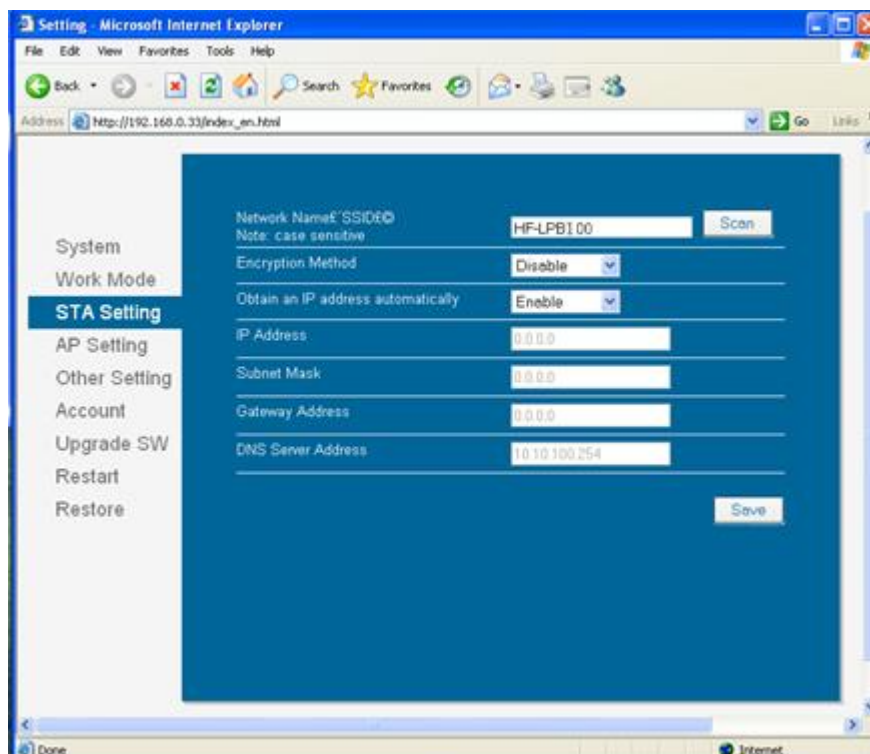 Setting - Microsoft Internet Explorer
File Edit View Favorites Tools Help
Back Search Favorites
Address http://192.168.0.33/index_en.html Go Links
System
Work Mode
STA Setting
AP Setting
Other Setting
Account
Upgrade SW
Restart
Restore
Network Name£¨SSID£©
Note: case sensitive
HF-LPB100 Scan
Encryption Method Disable
Obtain an IP address automatically Enable
IP Address 0.0.0.0
Subnet Mask 0.0.0.0
Gateway Address 0.0.0.0
DNS Server Address 10.10.100.254
Save
Done Internet